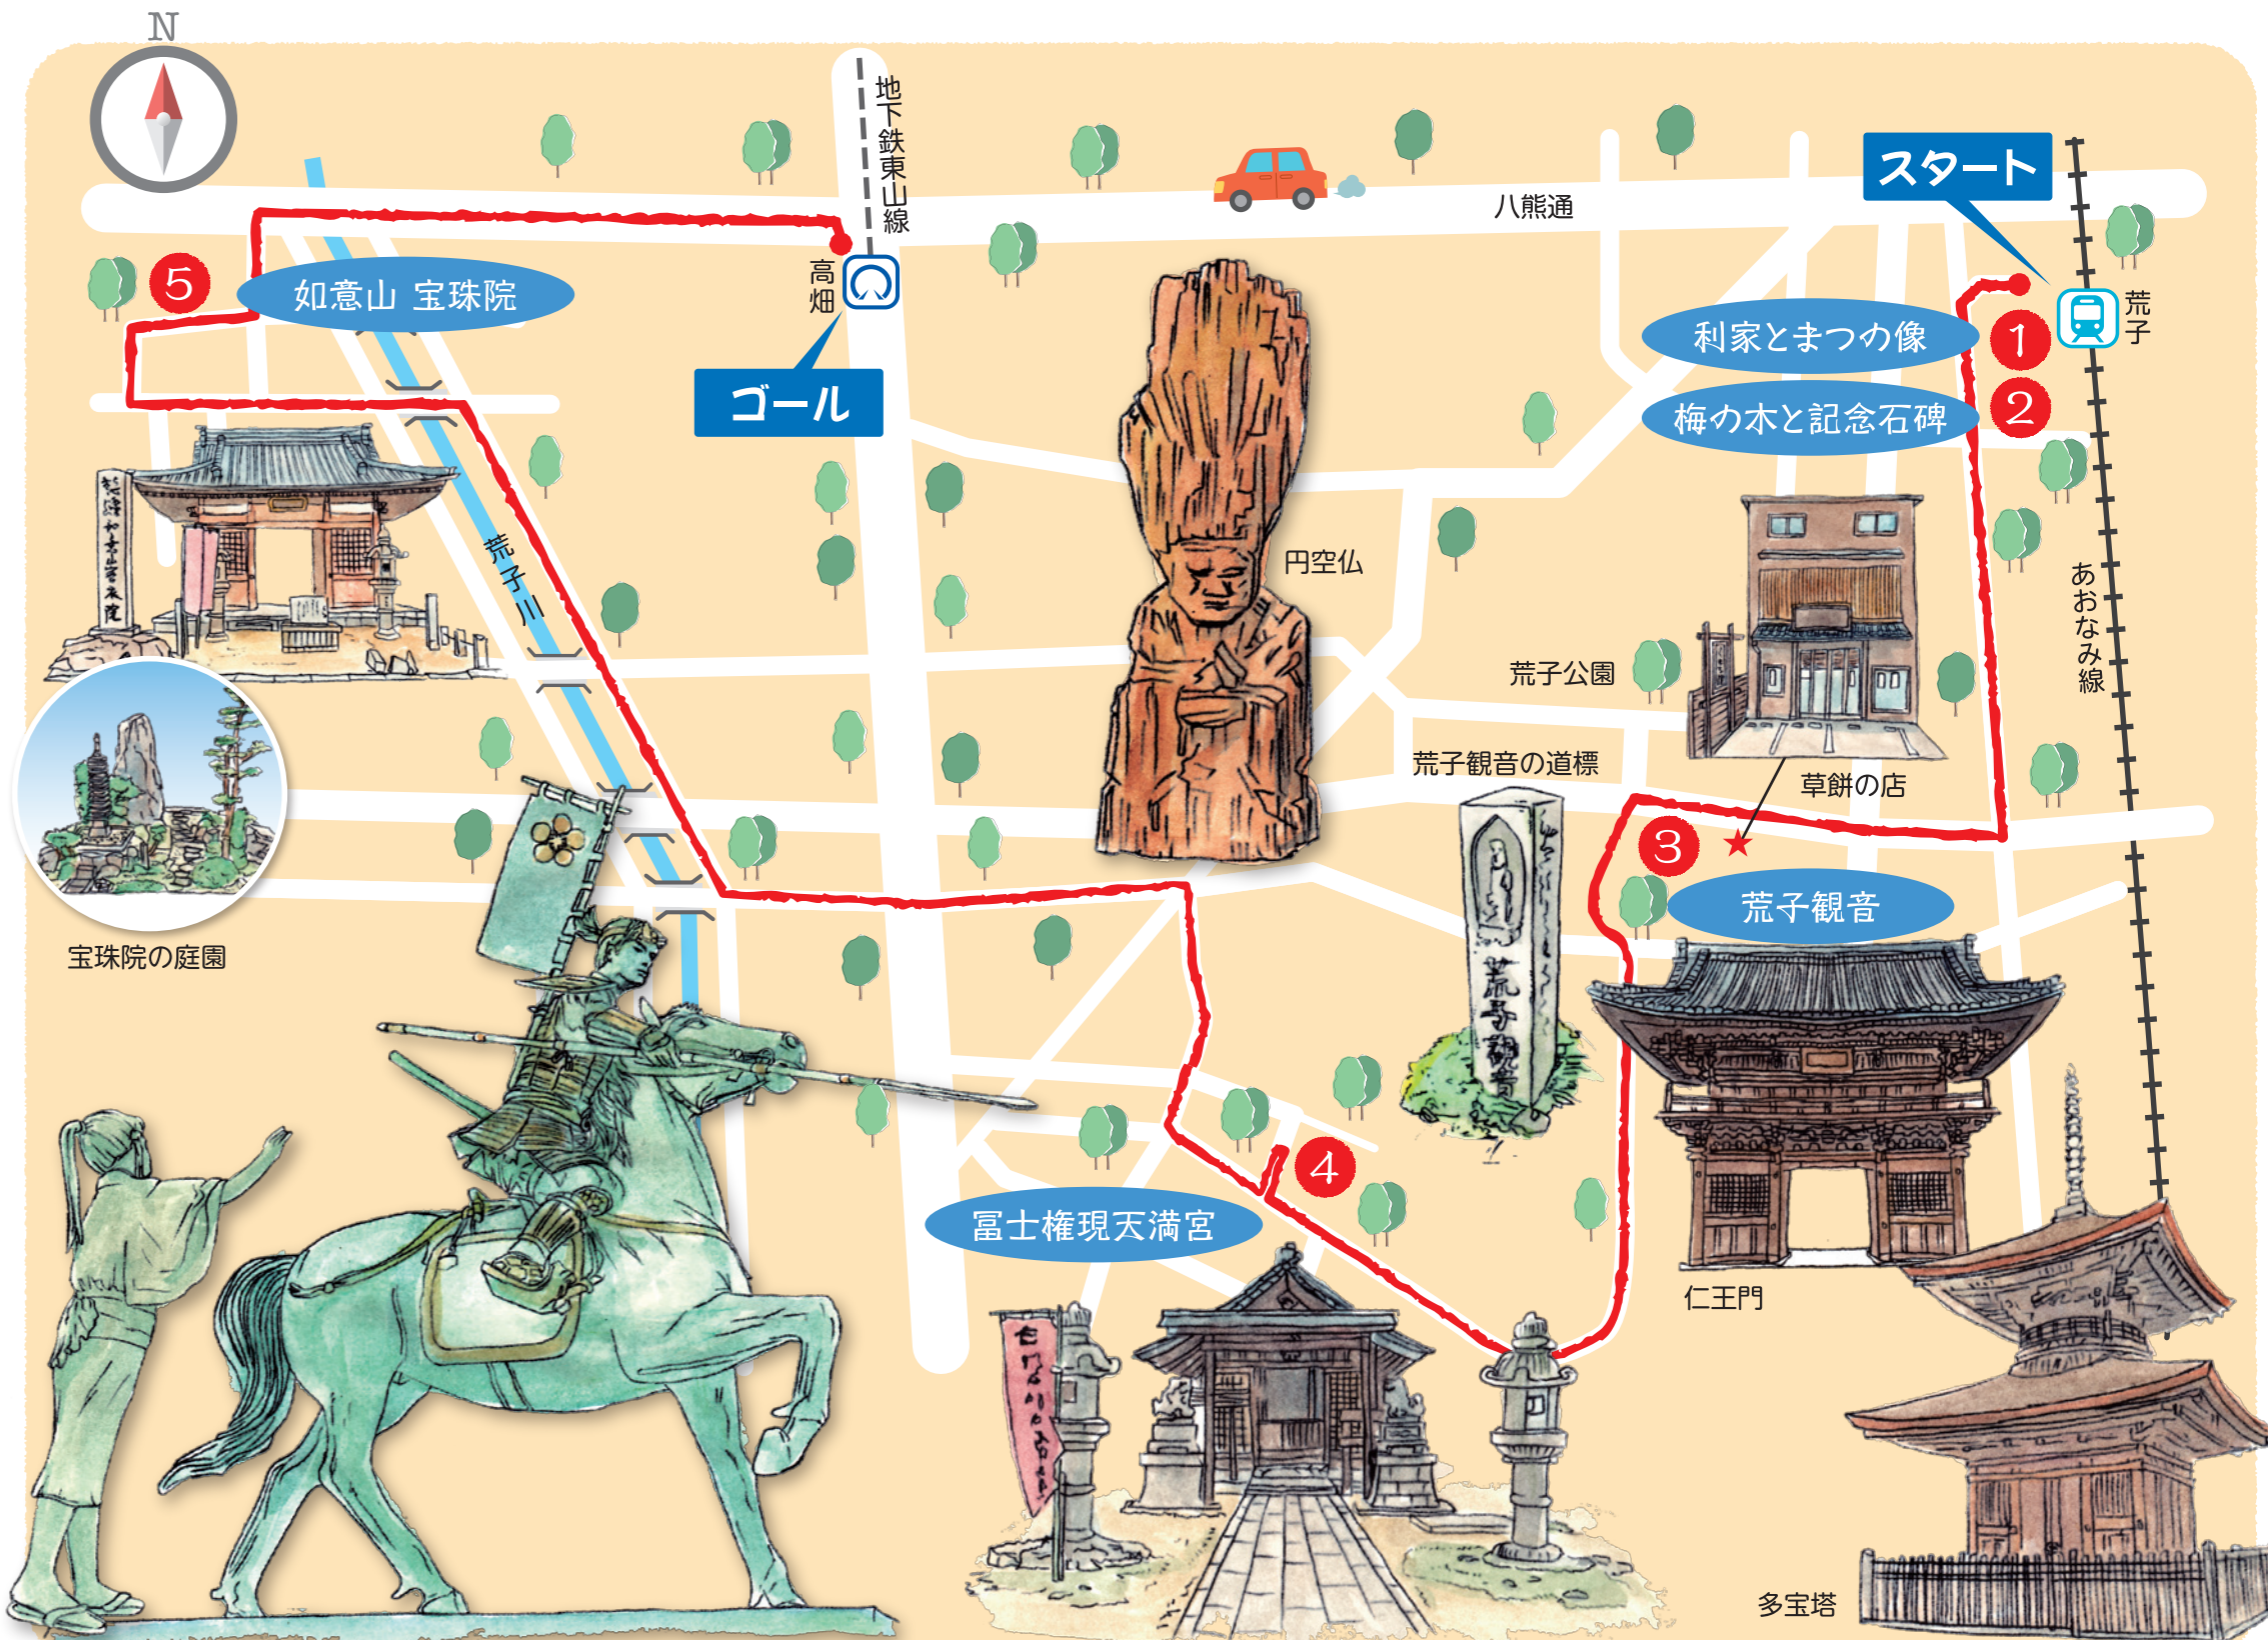 N
地下鉄東山線
八熊通
スタート
荒子
高畑
ゴール
5
如意山 宝珠院
1
利家とまつの像
2
梅の木と記念石碑
あおなみ線
荒子川
円空仏
荒子公園
荒子観音の道標
草餅の店
3
荒子観音
荒子観音
宝珠院の庭園
4
冨士権現天満宮
仁王門
多宝塔